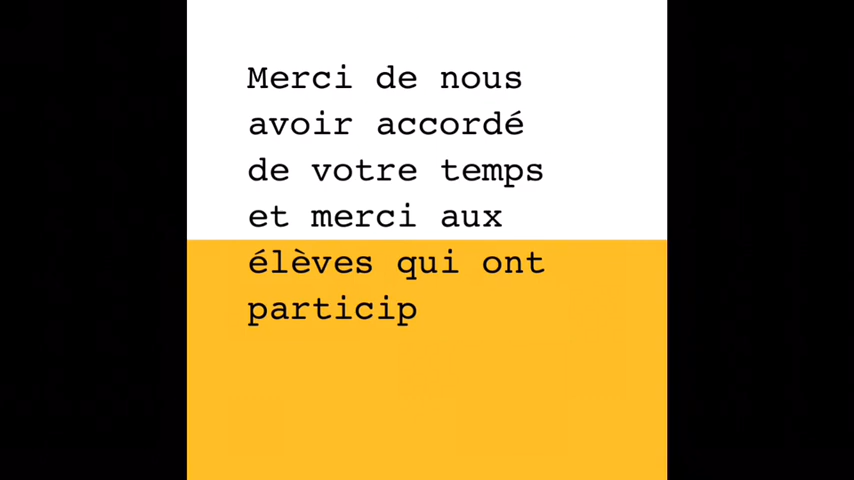 Merci de nous
avoir accordé
de votre temps
et merci aux
élèves qui ont
particip